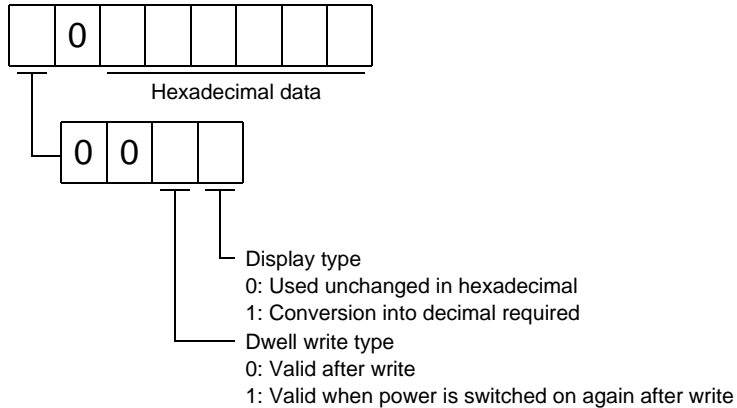 0
Hexadecimal data
0 0
Display type
0: Used unchanged in hexadecimal
1: Conversion into decimal required
Dwell write type
0: Valid after write
1: Valid when power is switched on again after write